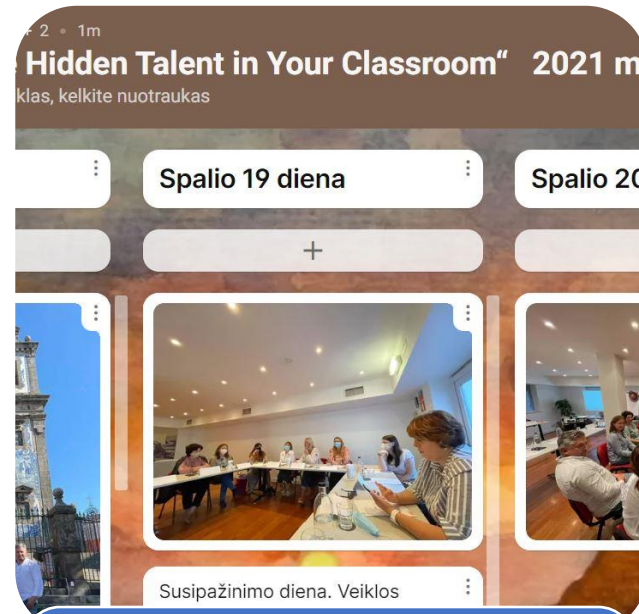 + 2 • 1m
Hidden Talent in Your Classroom“ 2021 m
klas, kelkite nuotraukas
Spalio 19 diena
Spalio 20
+
Susipažinimo diena. Veiklos